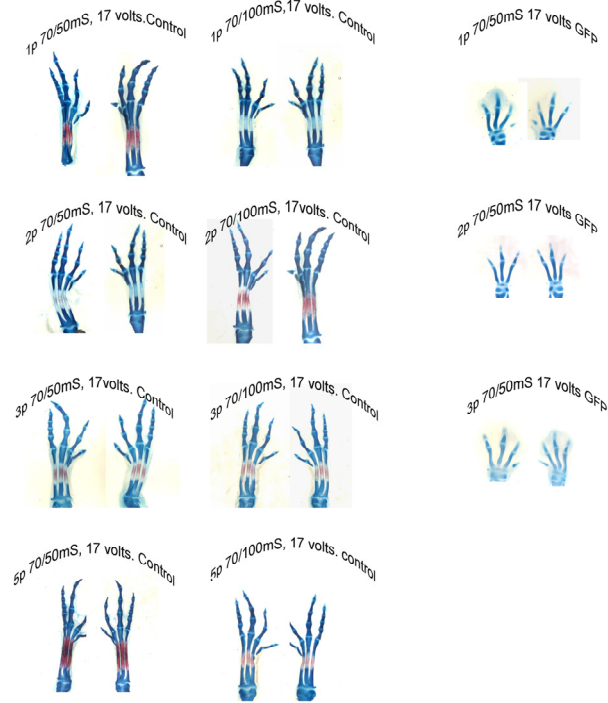 1p 70/50mS, 17 volts.Control
1p 70/100mS,17 volts. Control
1p 70/50mS 17 volts GFP
2p 70/50mS, 17 volts. Control
2p 70/100mS, 17volts. Control
2p 70/50mS 17 volts GFP
3p 70/50mS, 17volts. Control
3p 70/100mS, 17volts. Control
3p 70/50mS 17 volts GFP
5p 70/50mS, 17 volts. Control
5p 70/100mS, 17 volts. control